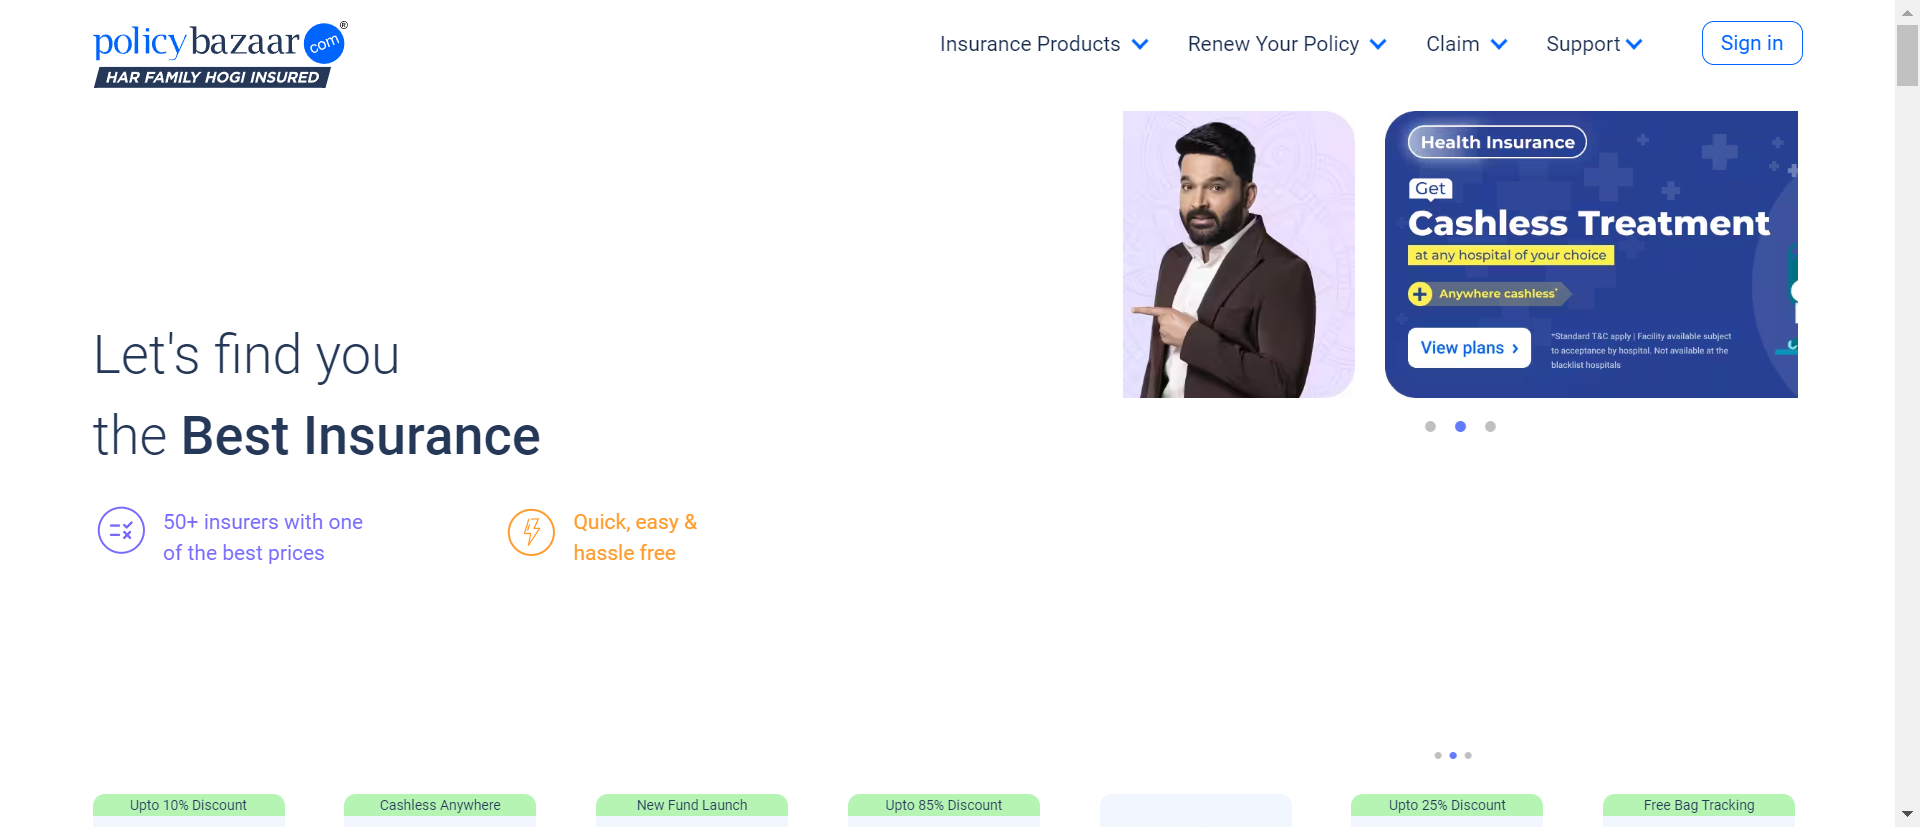 policybazaar.com®
HAR FAMILY HOGI INSURED
Insurance Products
Renew Your Policy
Claim
Support
Sign in
Health Insurance
Get
Cashless Treatment
at any hospital of your choice
Anywhere cashless*
View plans ›
*Standard T&C apply | Facility available subject
to acceptance by hospital. Not available at the
blacklist hospitals
Let's find you
the Best Insurance
50+ insurers with one
of the best prices
Quick, easy &
hassle free
Upto 10% Discount
Cashless Anywhere
New Fund Launch
Upto 85% Discount
Upto 25% Discount
Free Bag Tracking